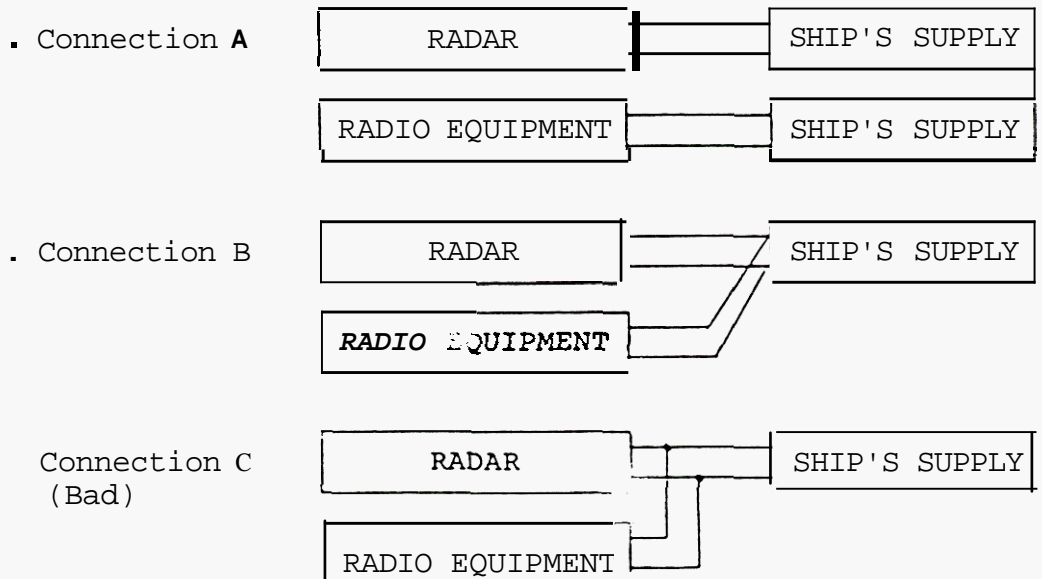 . Connection A RADAR SHIP'S SUPPLY
RADIO EQUIPMENT SHIP'S SUPPLY
. Connection B RADAR SHIP'S SUPPLY
RADIO EQUIPMENT
Connection C RADAR SHIP'S SUPPLY
(Bad)
RADIO EQUIPMENT